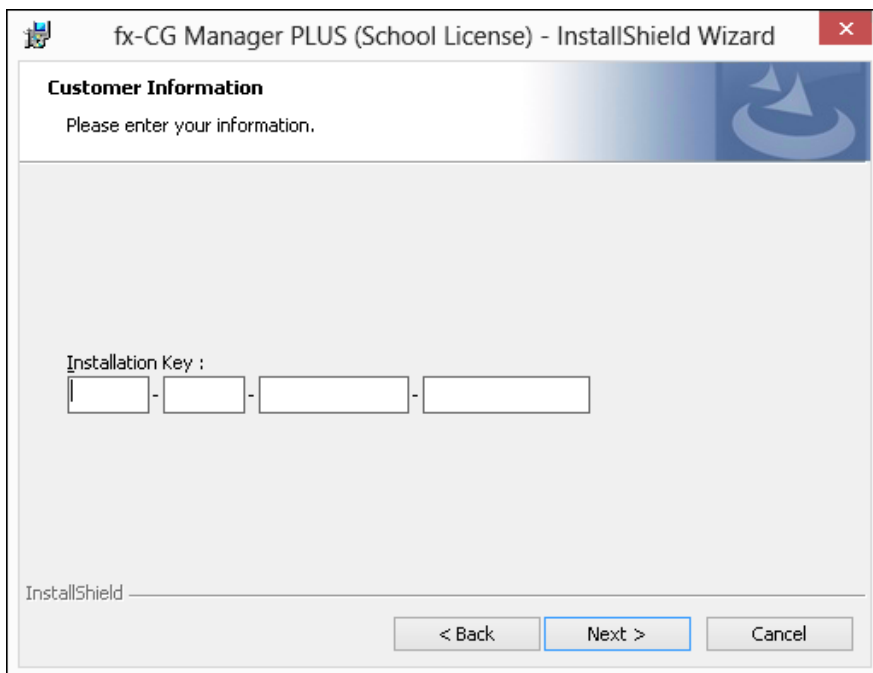 fx-CG Manager PLUS (School License) - InstallShield Wizard
Customer Information
Please enter your information.
Installation Key :
- - -
InstallShield
< Back Next > Cancel